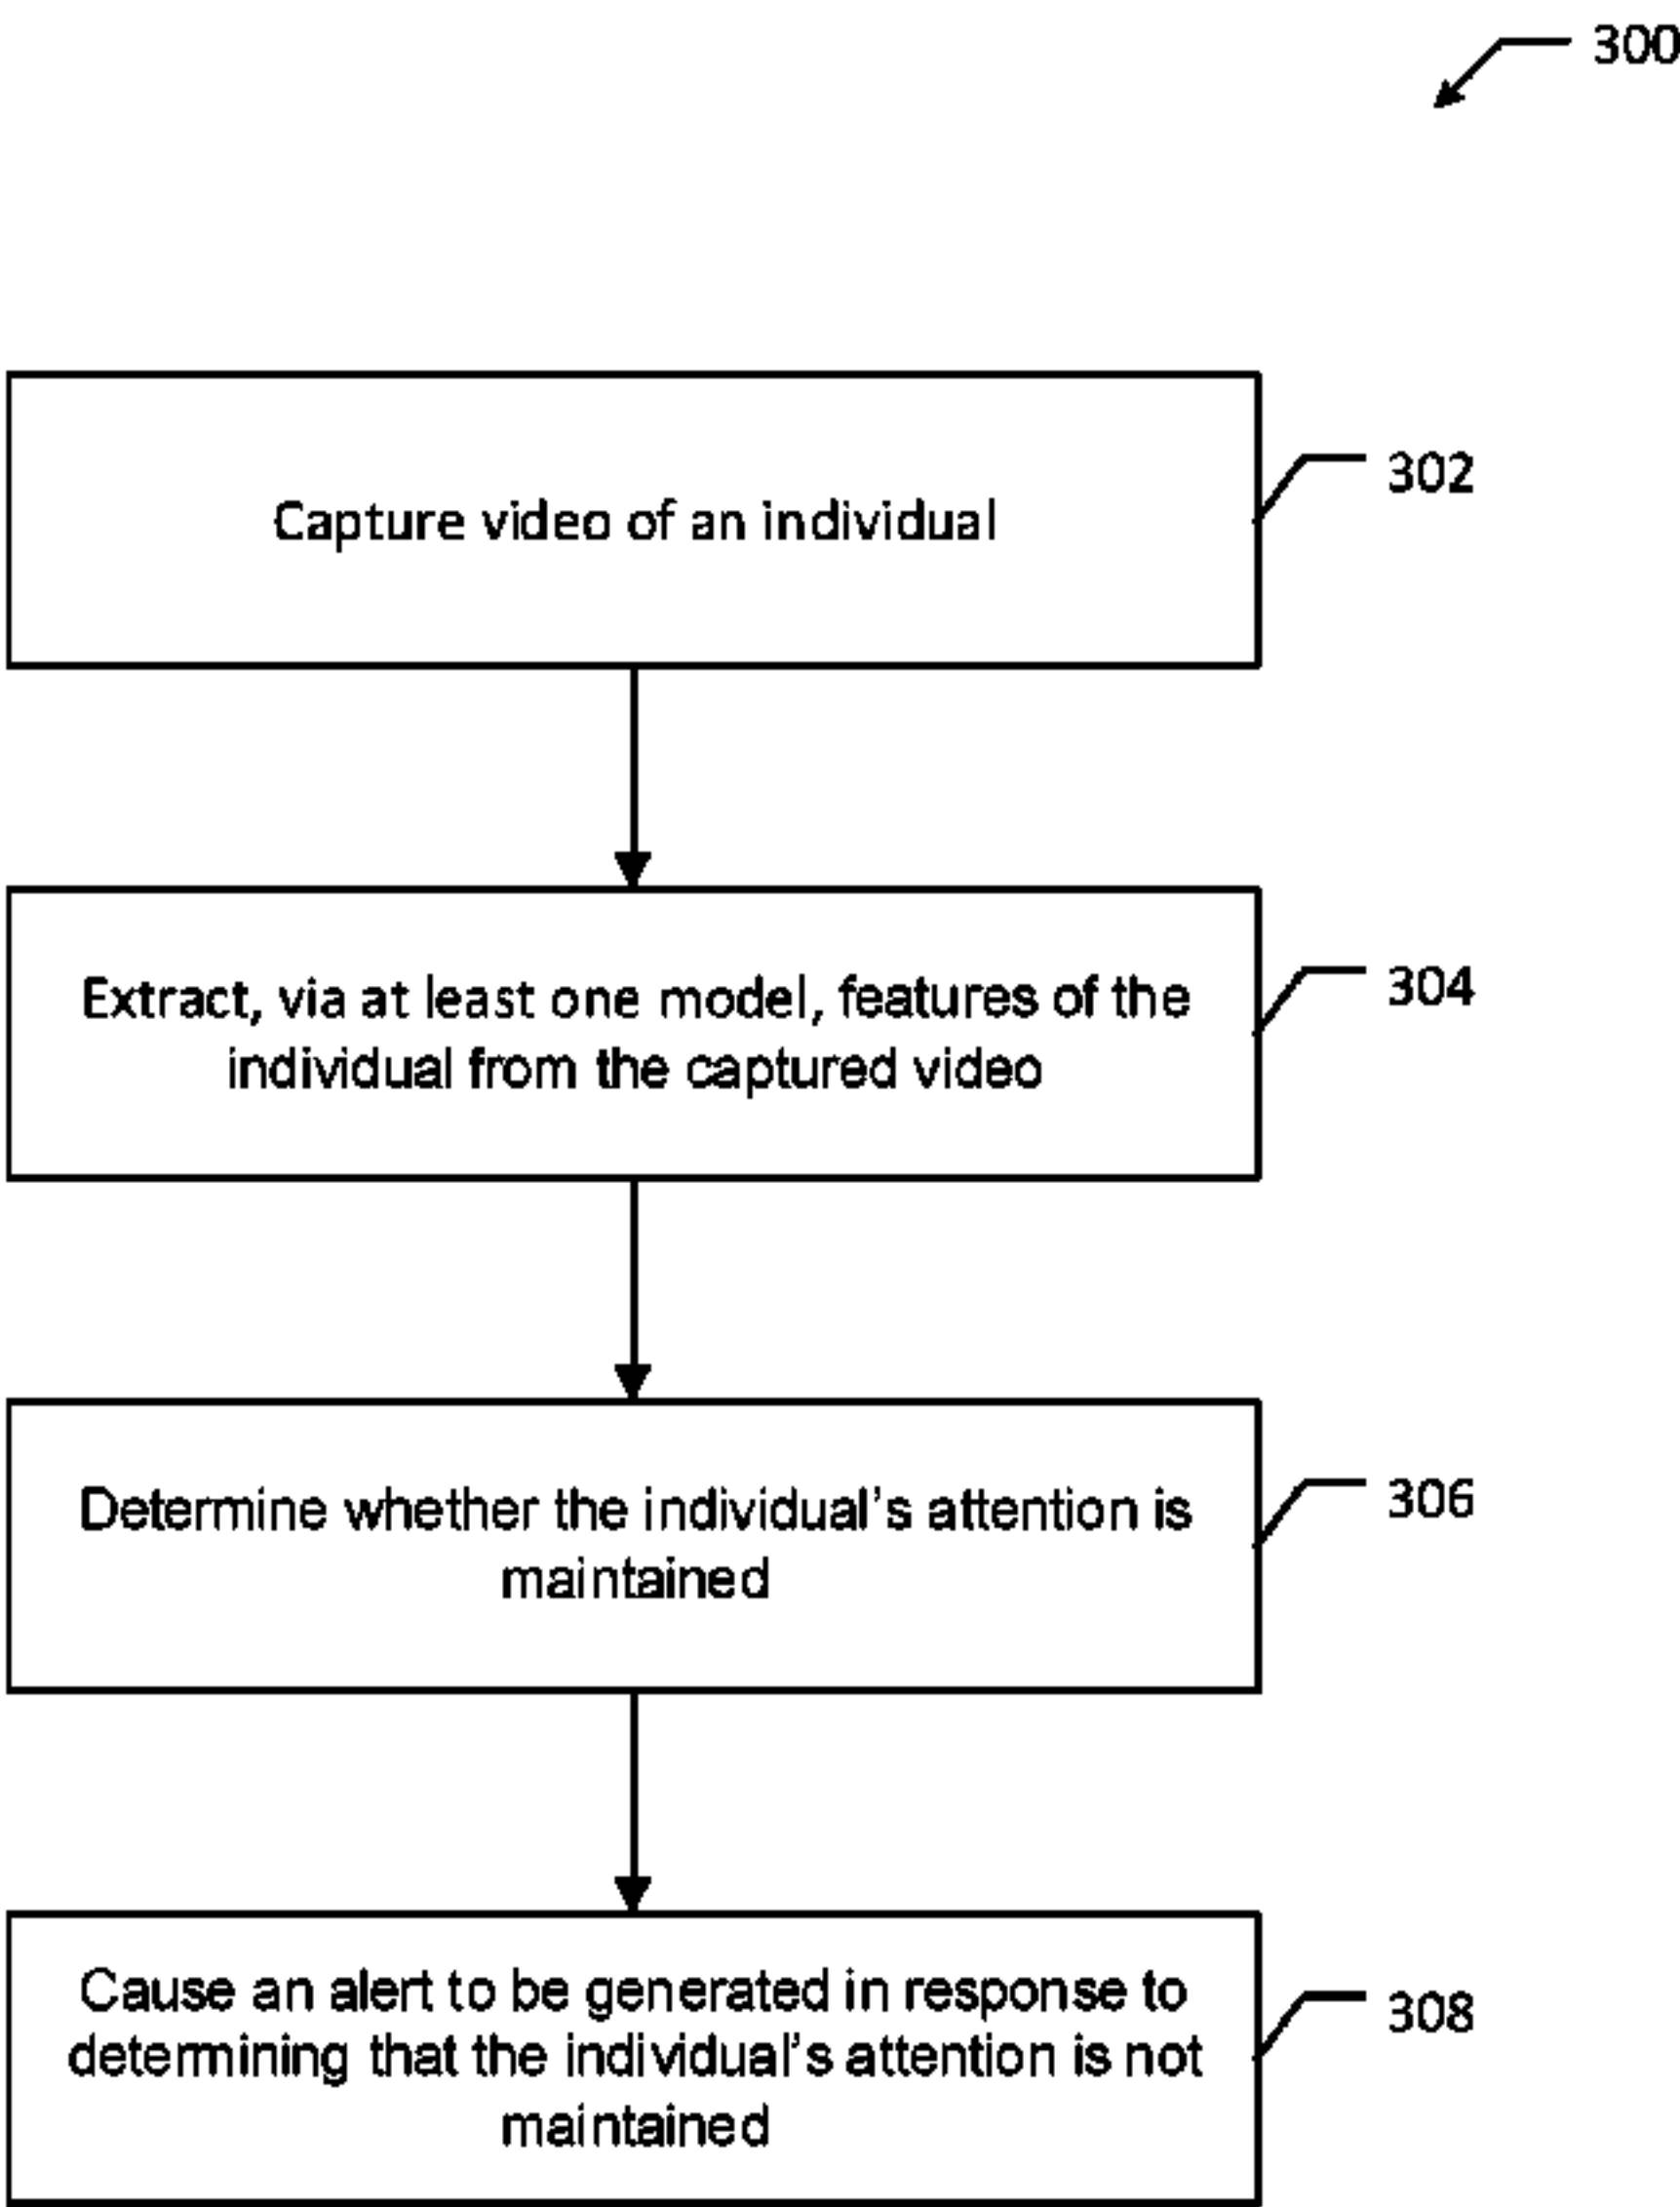 300
Capture video of an individual
302
Extract, via at least one model, features of the
individual from the captured video
304
Determine whether the individual's attention is
maintained
306
Cause an alert to be generated in response to
determining that the individual's attention is not
maintained
308